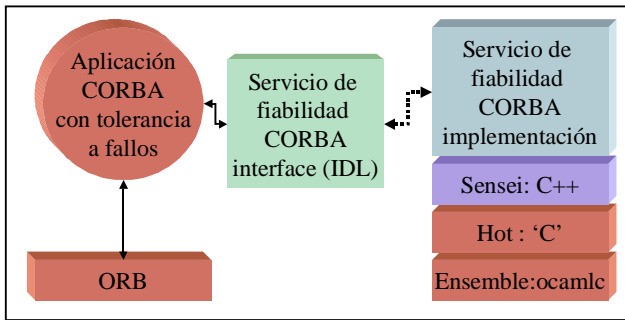 Aplicación
CORBA
con tolerancia
a fallos
Servicio de
fiabilidad
CORBA
interface (IDL)
Servicio de
fiabilidad
CORBA
implementación
Sensei: C++
Hot : ‘C’
Ensemble:ocamlc
ORB